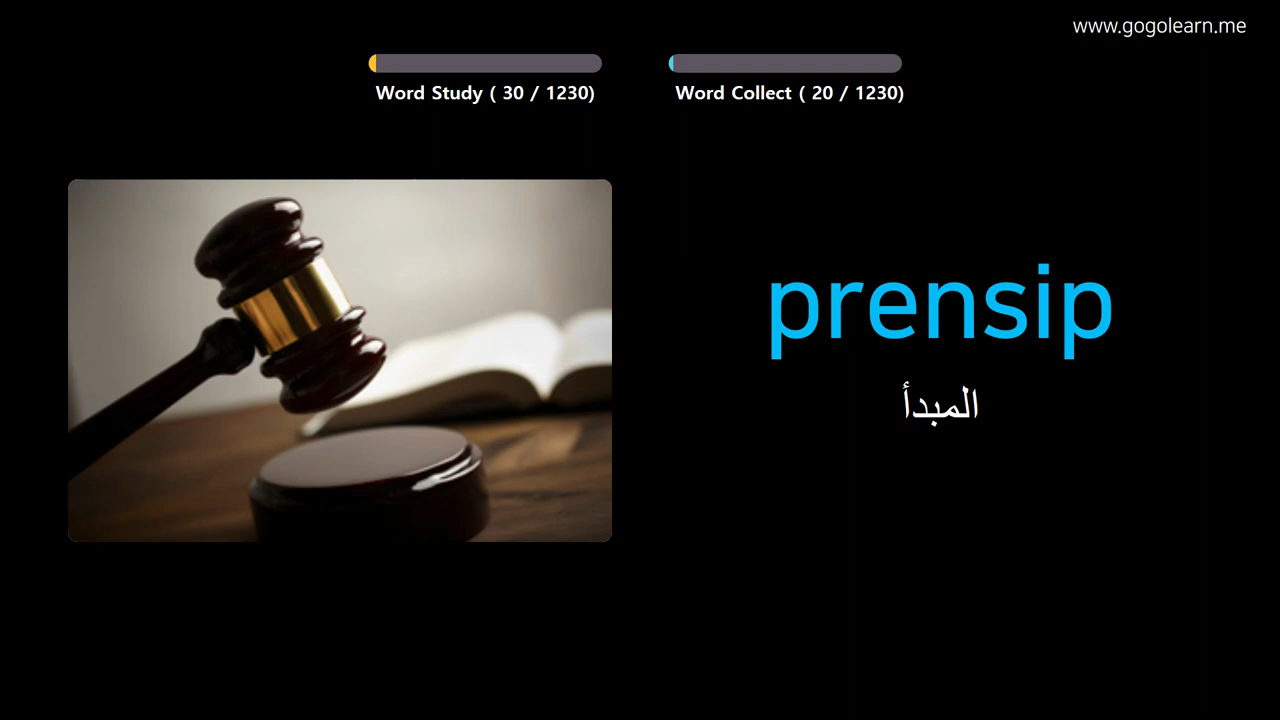 www.gogolearn.me
Word Study ( 30 / 1230)
Word Collect ( 20 / 1230)
prensip
المبدأ